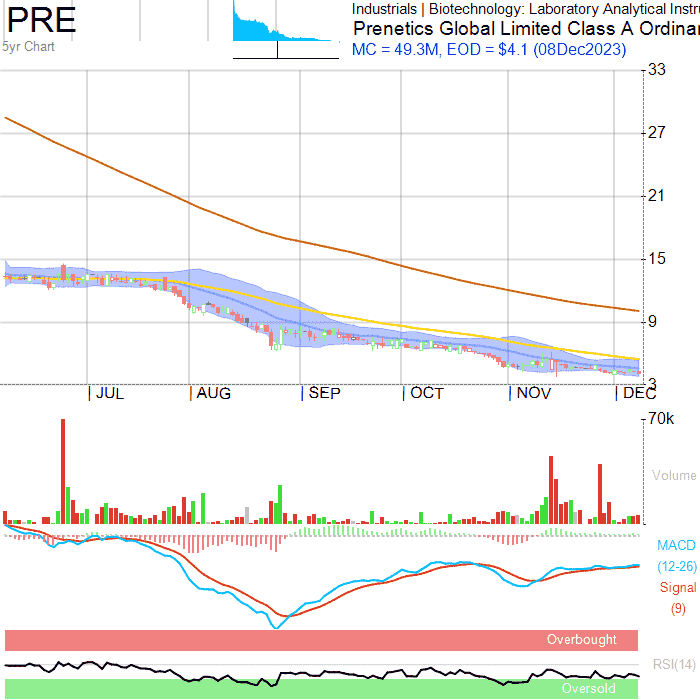 PRE
5yr Chart
Industrials | Biotechnology: Laboratory Analytical Instr
Prenetics Global Limited Class A Ordinar
MC = 49.3M, EOD = $4.1 (08Dec2023)
33
27
21
15
9
3
JUL
AUG
SEP
OCT
NOV
DEC
70k
Volume
MACD
(12-26)
Signal
(9)
Overbought
RSI(14)
Oversold